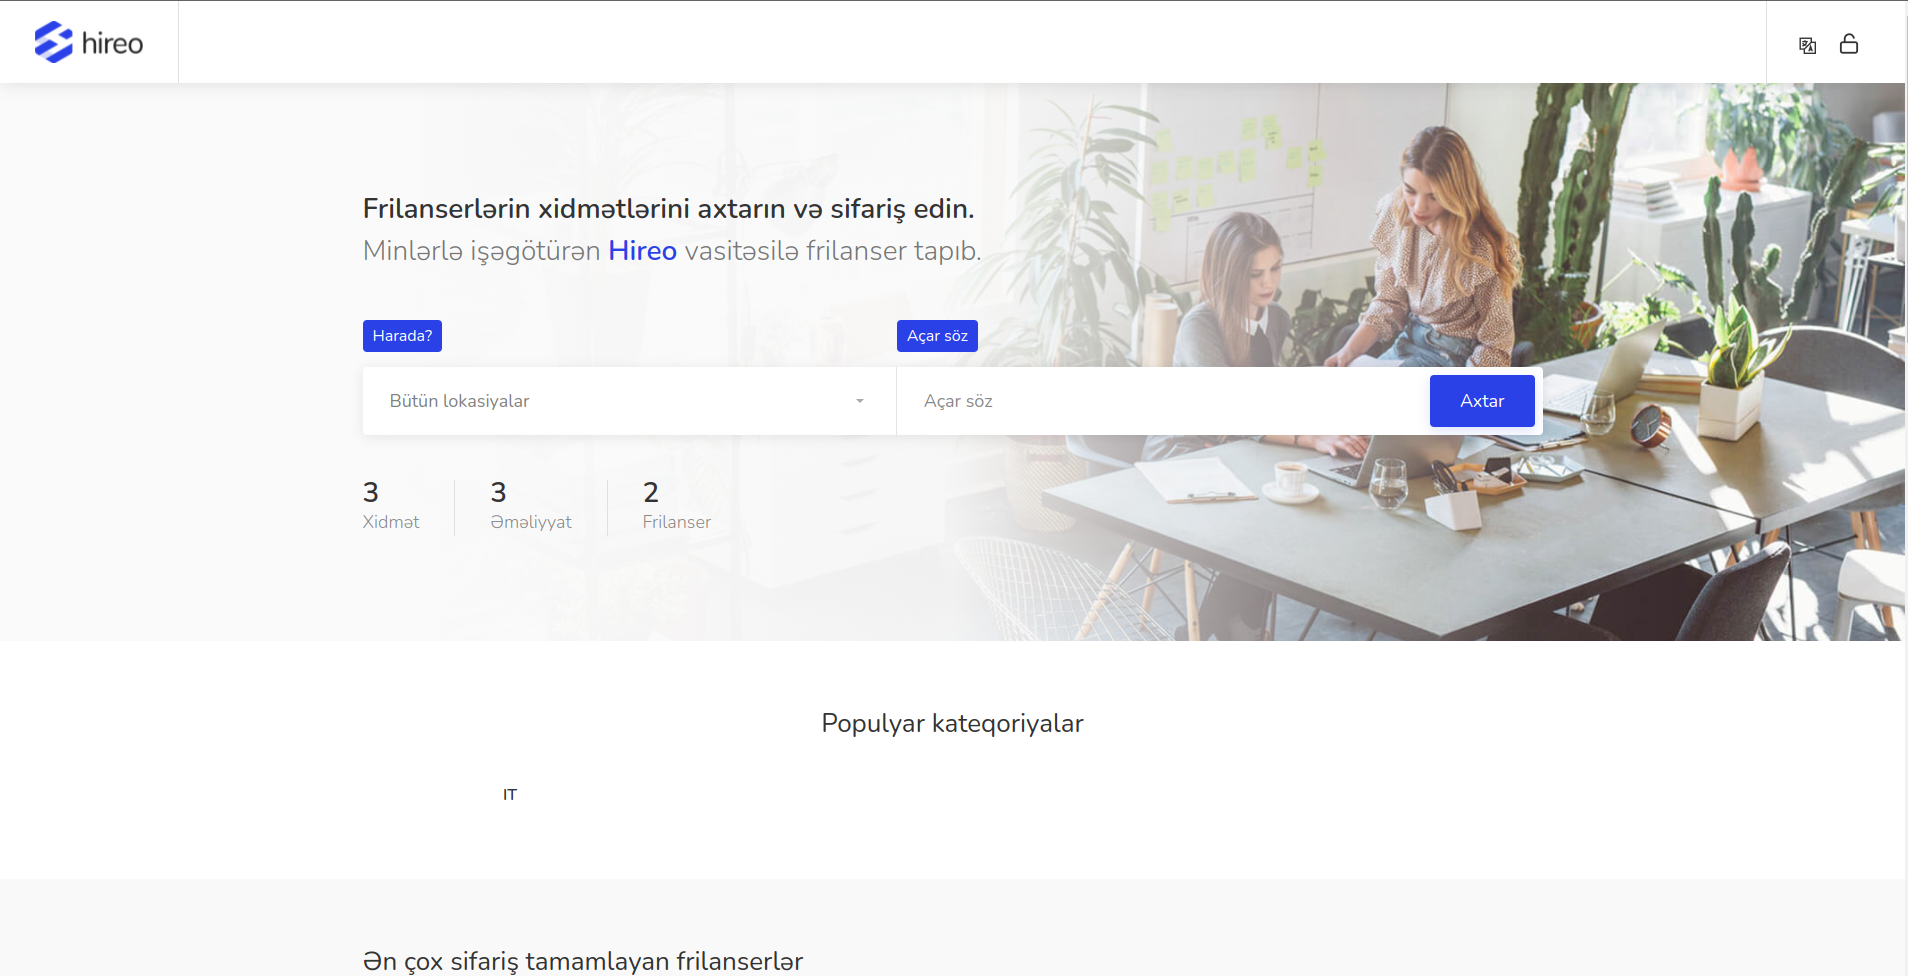 hireo
Frilanserlərin xidmətlərini axtarın və sifariş edin.
Minlərlə işəgötürən Hireo vasitəsilə frilanser tapıb.
Harada?
Açar söz
Bütün lokasiyalar
Açar söz
Axtar
3
Xidmət
3
Əməliyyat
2
Frilanser
Populyar kateqoriyalar
IT
Ən çox sifariş tamamlayan frilanserlər